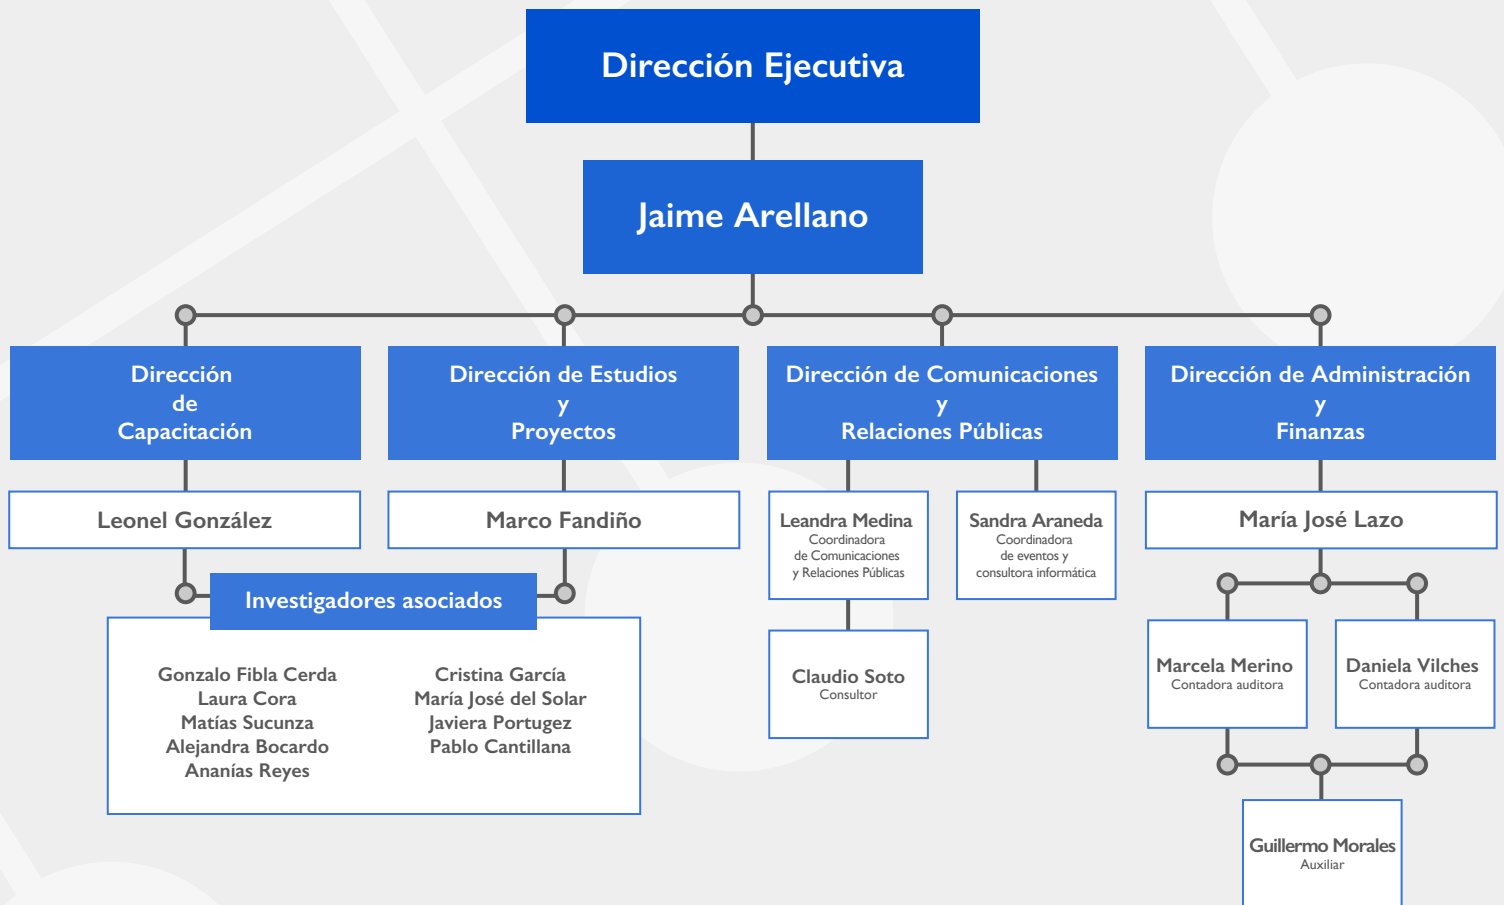 Dirección Ejecutiva
Jaime Arellano
Dirección
de
Capacitación
Leonel González
Dirección de Estudios
y
Proyectos
Marco Fandiño
Investigadores asociados
Gonzalo Fibla Cerda
Laura Cora
Matías Sucunza
Alejandra Bocardo
Ananías Reyes
Cristina García
María José del Solar
Javiera Portugez
Pablo Cantillana
Dirección de Comunicaciones
y
Relaciones Públicas
Leandra Medina
Coordinadora
de Comunicaciones
y Relaciones Públicas
Claudio Soto
Consultor
Sandra Araneda
Coordinadora
de eventos y
consultora informática
Dirección de Administración
y
Finanzas
María José Lazo
Marcela Merino
Contadora auditora
Daniela Vilches
Contadora auditora
Guillermo Morales
Auxiliar